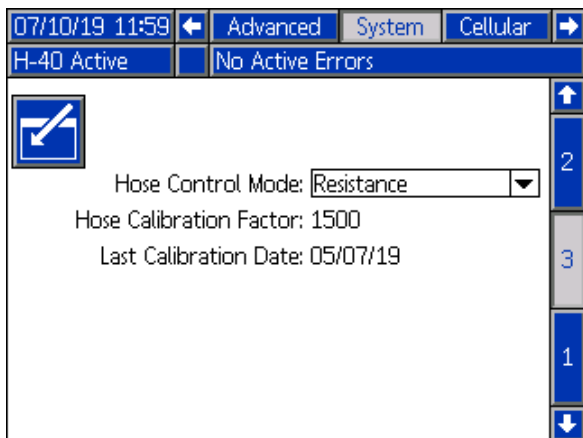 07/10/19 11:59 Advanced System Cellular
H-40 Active No Active Errors
2
Hose Control Mode: Resistance
Hose Calibration Factor: 1500
Last Calibration Date: 05/07/19
3
1